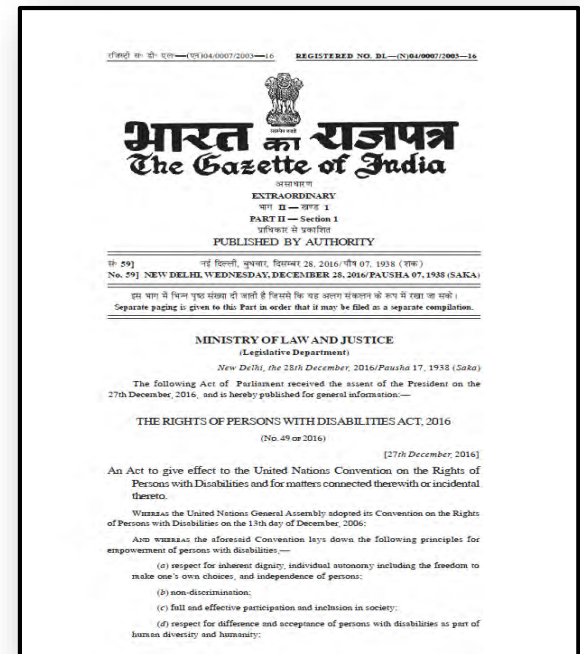 रजिस्ट्री सं० डी० एल०—(एन)04/0007/2003—16 REGISTERED NO. DL—(N)04/0007/2003—16
भारत का राजपत्र
The Gazette of India
असाधारण
EXTRAORDINARY
भाग II — खण्ड 1
PART II — Section 1
प्राधिकार से प्रकाशित
PUBLISHED BY AUTHORITY
सं० 59] नई दिल्ली, बुधवार, दिसम्बर 28, 2016/पौष 07, 1938 (शक)
No. 59] NEW DELHI, WEDNESDAY, DECEMBER 28, 2016/PAUSHA 07, 1938 (SAKA)
इस भाग में भिन्न पृष्ठ संख्या दी जाती है जिससे कि यह अलग संकलन के रूप में रखा जा सके।
Separate paging is given to this Part in order that it may be filed as a separate compilation.
MINISTRY OF LAW AND JUSTICE
(Legislative Department)
New Delhi, the 28th December, 2016/Pausha 17, 1938 (Saka)
The following Act of Parliament received the assent of the President on the
27th December, 2016, and is hereby published for general information:—
THE RIGHTS OF PERSONS WITH DISABILITIES ACT, 2016
(No. 49 OF 2016)
[27th December, 2016]
An Act to give effect to the United Nations Convention on the Rights of
Persons with Disabilities and for matters connected therewith or incidental
thereto.
WHEREAS the United Nations General Assembly adopted its Convention on the Rights
of Persons with Disabilities on the 13th day of December, 2006;
AND WHEREAS the aforesaid Convention lays down the following principles for
empowerment of persons with disabilities,—
(a) respect for inherent dignity, individual autonomy including the freedom to
make one's own choices, and independence of persons;
(b) non-discrimination;
(c) full and effective participation and inclusion in society;
(d) respect for difference and acceptance of persons with disabilities as part of
human diversity and humanity;